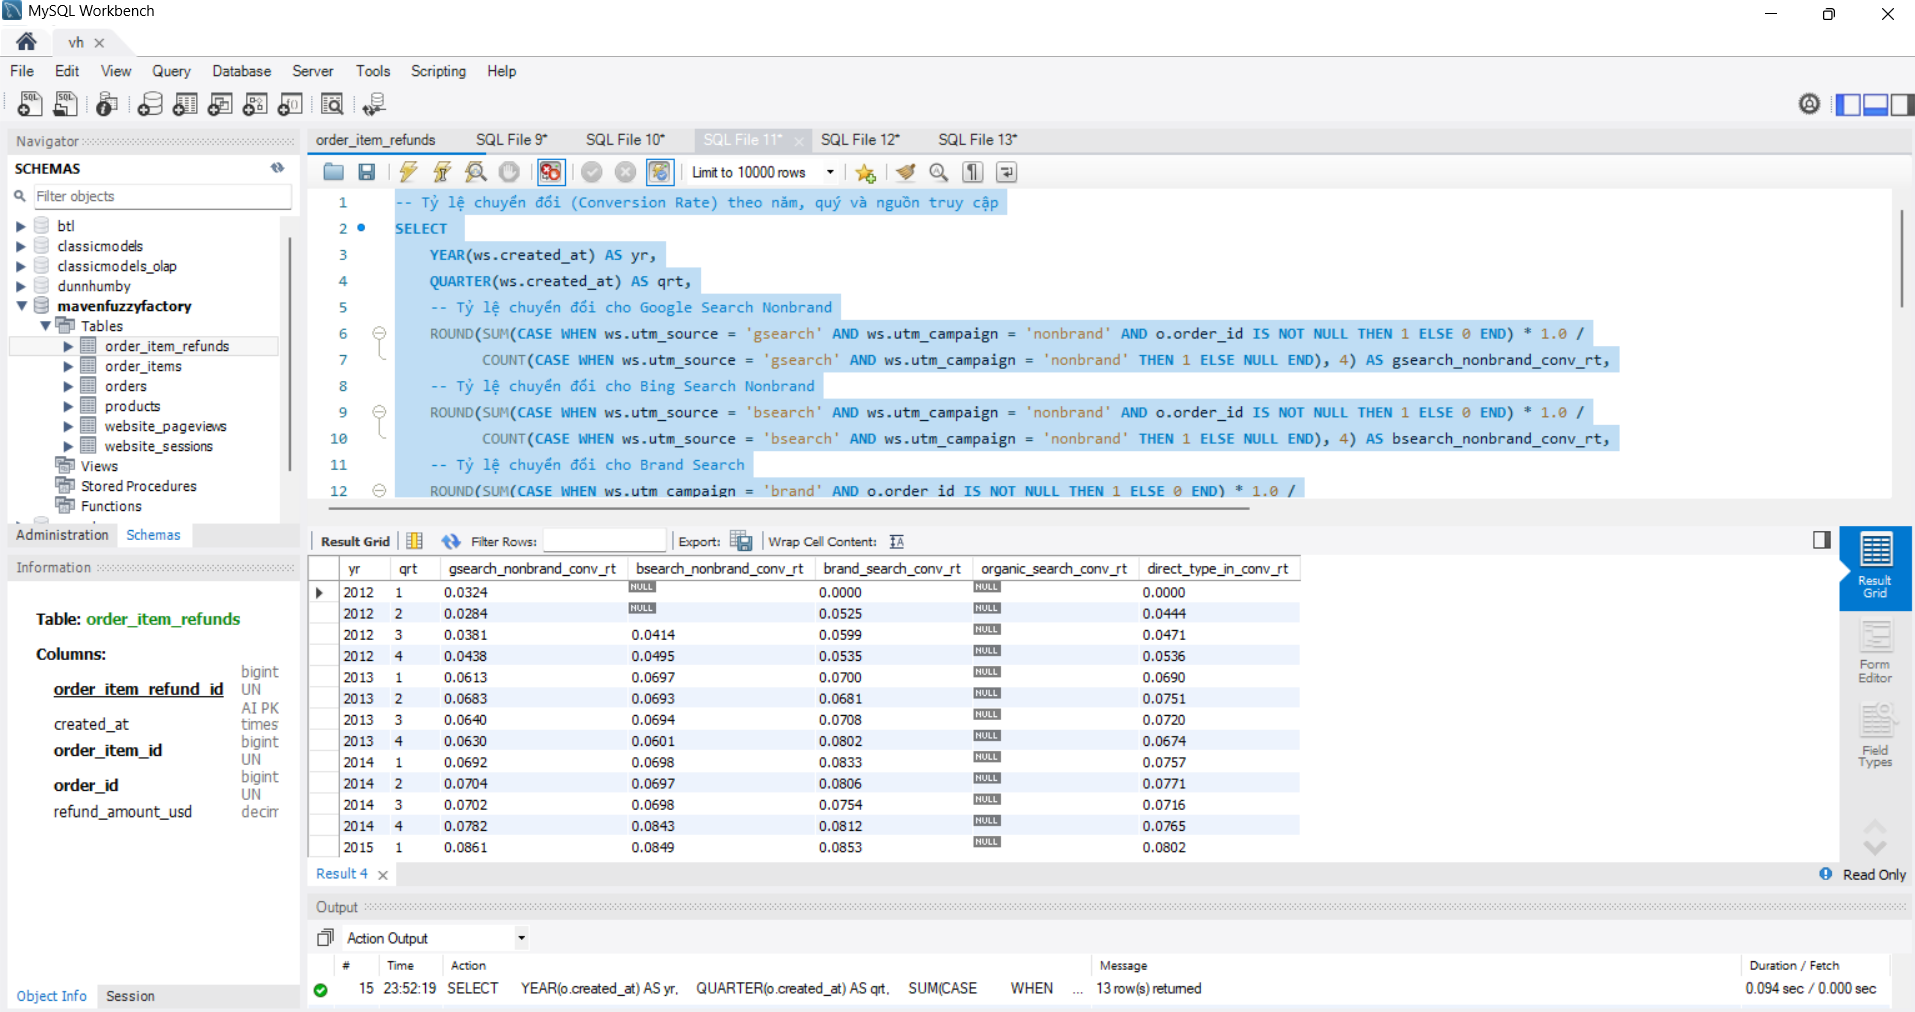 MySQL Workbench
vh
File Edit View Query Database Server Tools Scripting Help
Navigator
SCHEMAS
Filter objects
btl
classicmodels
classicmodels_olap
dunnhumby
mavenfuzzyfactory
Tables
order_item_refunds
order_items
orders
products
website_pageviews
website_sessions
Views
Stored Procedures
Functions
Administration Schemas
Information
Table: order_item_refunds
Columns:
order_item_refund_id bigint UN AI PK
created_at times
order_item_id bigint UN
order_id bigint UN
refund_amount_usd decim
Object Info Session
order_item_refunds SQL File 9* SQL File 10* SQL File 11* SQL File 12* SQL File 13*
Limit to 10000 rows
1 -- Tỷ lệ chuyển đổi (Conversion Rate) theo năm, quý và nguồn truy cập
2 SELECT
3 YEAR(ws.created_at) AS yr,
4 QUARTER(ws.created_at) AS qrt,
5 -- Tỷ lệ chuyển đổi cho Google Search Nonbrand
6 ROUND(SUM(CASE WHEN ws.utm_source = 'gsearch' AND ws.utm_campaign = 'nonbrand' AND o.order_id IS NOT NULL THEN 1 ELSE 0 END) * 1.0 /
7 COUNT(CASE WHEN ws.utm_source = 'gsearch' AND ws.utm_campaign = 'nonbrand' THEN 1 ELSE NULL END), 4) AS gsearch_nonbrand_conv_rt,
8 -- Tỷ lệ chuyển đổi cho Bing Search Nonbrand
9 ROUND(SUM(CASE WHEN ws.utm_source = 'bsearch' AND ws.utm_campaign = 'nonbrand' AND o.order_id IS NOT NULL THEN 1 ELSE 0 END) * 1.0 /
10 COUNT(CASE WHEN ws.utm_source = 'bsearch' AND ws.utm_campaign = 'nonbrand' THEN 1 ELSE NULL END), 4) AS bsearch_nonbrand_conv_rt,
11 -- Tỷ lệ chuyển đổi cho Brand Search
12 ROUND(SUM(CASE WHEN ws.utm_campaign = 'brand' AND o.order_id IS NOT NULL THEN 1 ELSE 0 END) * 1.0 /
Result Grid Filter Rows: Export: Wrap Cell Content:
yr qrt gsearch_nonbrand_conv_rt bsearch_nonbrand_conv_rt brand_search_conv_rt organic_search_conv_rt direct_type_in_conv_rt
2012 1 0.0324 NULL 0.0000 NULL 0.0000
2012 2 0.0284 NULL 0.0525 NULL 0.0444
2012 3 0.0381 0.0414 0.0599 NULL 0.0471
2012 4 0.0438 0.0495 0.0535 NULL 0.0536
2013 1 0.0613 0.0697 0.0700 NULL 0.0690
2013 2 0.0683 0.0693 0.0681 NULL 0.0751
2013 3 0.0640 0.0694 0.0708 NULL 0.0720
2013 4 0.0630 0.0601 0.0802 NULL 0.0674
2014 1 0.0692 0.0698 0.0833 NULL 0.0757
2014 2 0.0704 0.0697 0.0806 NULL 0.0771
2014 3 0.0702 0.0698 0.0754 NULL 0.0716
2014 4 0.0782 0.0843 0.0812 NULL 0.0765
2015 1 0.0861 0.0849 0.0853 NULL 0.0802
Result Grid
Form Editor
Field Types
Result 4
Read Only
Output
Action Output
# Time Action Message Duration / Fetch
15 23:52:19 SELECT YEAR(o.created_at) AS yr, QUARTER(o.created_at) AS qrt, SUM(CASE WHEN ... 13 row(s) returned 0.094 sec / 0.000 sec